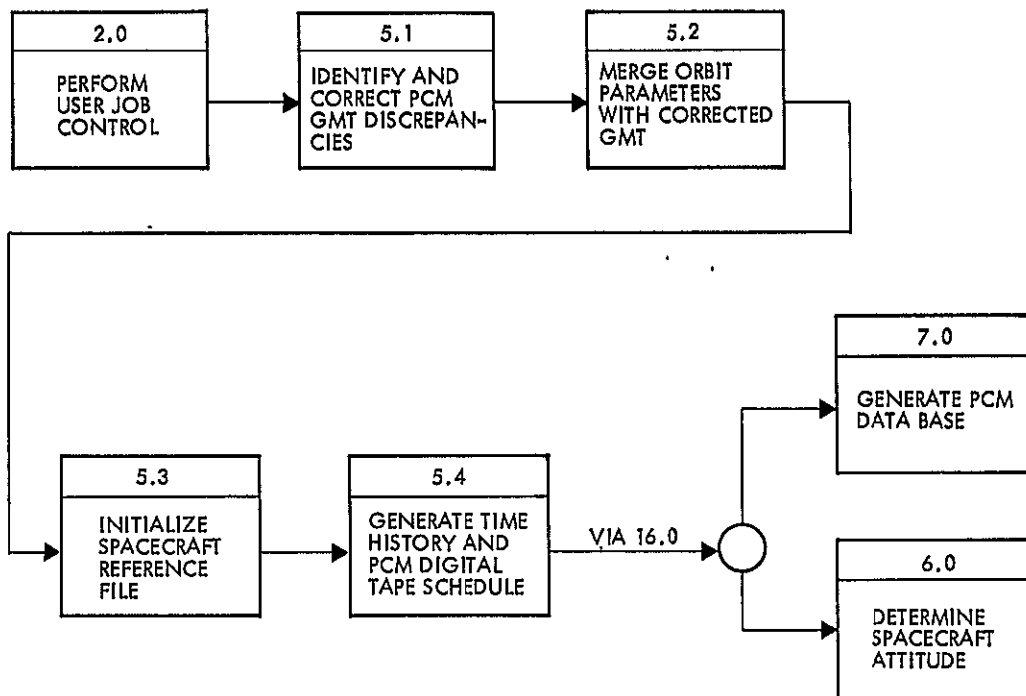 2.0
PERFORM
USER JOB
CONTROL
5.1
IDENTIFY AND
CORRECT PCM
GMT DISCREPAN-
CIES
5.2
MERGE ORBIT
PARAMETERS
WITH CORRECTED
GMT
5.3
INITIALIZE
SPACECRAFT
REFERENCE
FILE
5.4
GENERATE TIME
HISTORY AND
PCM DIGITAL
TAPE SCHEDULE
VIA 16.0
7.0
GENERATE PCM
DATA BASE
6.0
DETERMINE
SPACECRAFT
ATTITUDE